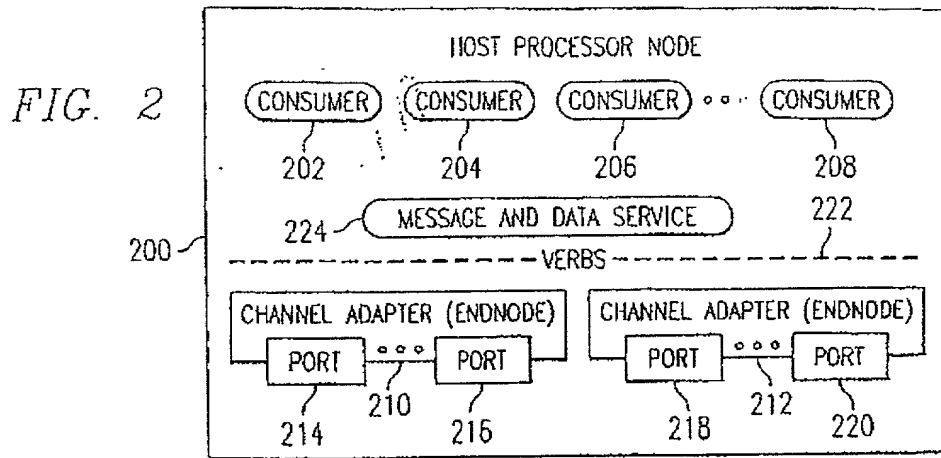 HOST PROCESSOR NODE
FIG. 2
CONSUMER CONSUMER CONSUMER CONSUMER
202 204 206 208
224 MESSAGE AND DATA SERVICE 222
200
VERBS
CHANNEL ADAPTER (ENDNODE) CHANNEL ADAPTER (ENDNODE)
PORT PORT PORT PORT
214 210 216 218 212 220